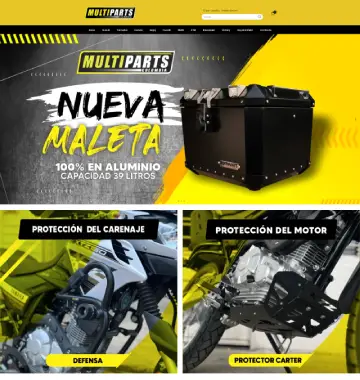 MULTIPARTS
MULTIPARTS
COLOMBIA
NUEVA
MALETA
100% EN ALUMINIO
CAPACIDAD 39 LITROS
PROTECCIÓN DEL CARENAJE
PROTECCIÓN DEL MOTOR
DEFENSA
PROTECTOR CARTER